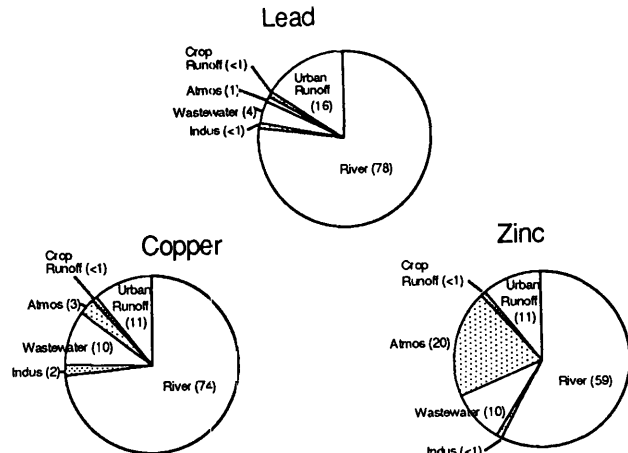 Lead
Crop
Runoff (<1)
Urban
Runoff
(16)
Atmos (1)
Wastewater (4)
Indus (<1)
River (78)
Copper
Crop
Runoff (<1)
Urban
Runoff
(11)
Atmos (3)
Wastewater (10)
Indus (2)
River (74)
Zinc
Crop
Runoff (<1)
Urban
Runoff
(11)
Atmos (20)
River (59)
Wastewater (10)
Indus (<1)